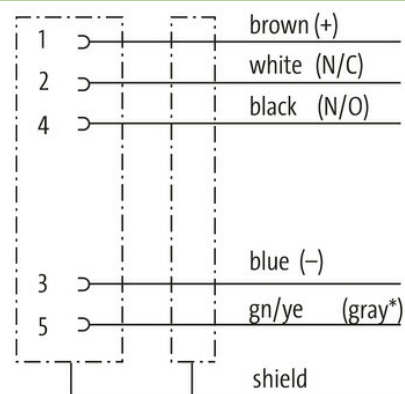 1 brown (+)
2 white (N/C)
4 black (N/O)
3 blue (–)
5 gn/ye (gray*)
shield